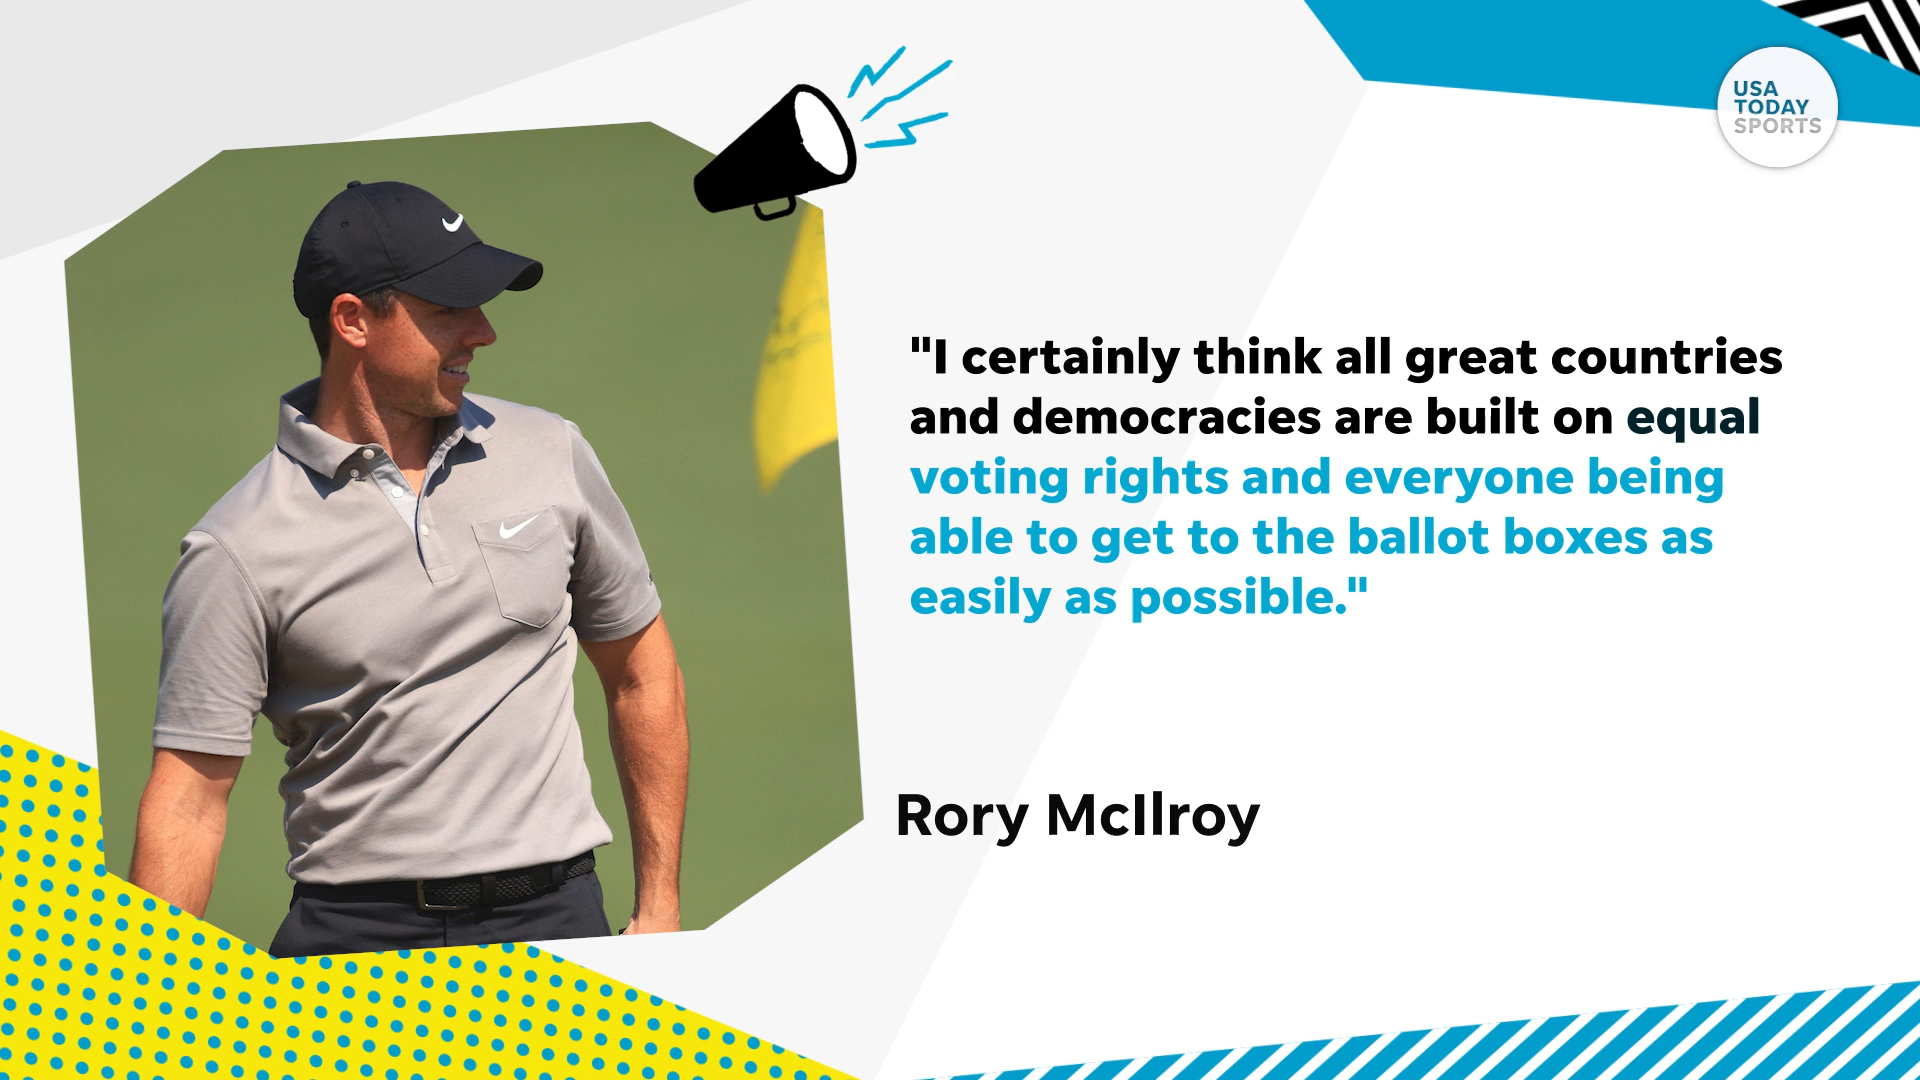 USA
TODAY
SPORTS
"I certainly think all great countries
and democracies are built on equal
voting rights and everyone being
able to get to the ballot boxes as
easily as possible."
Rory McIlroy